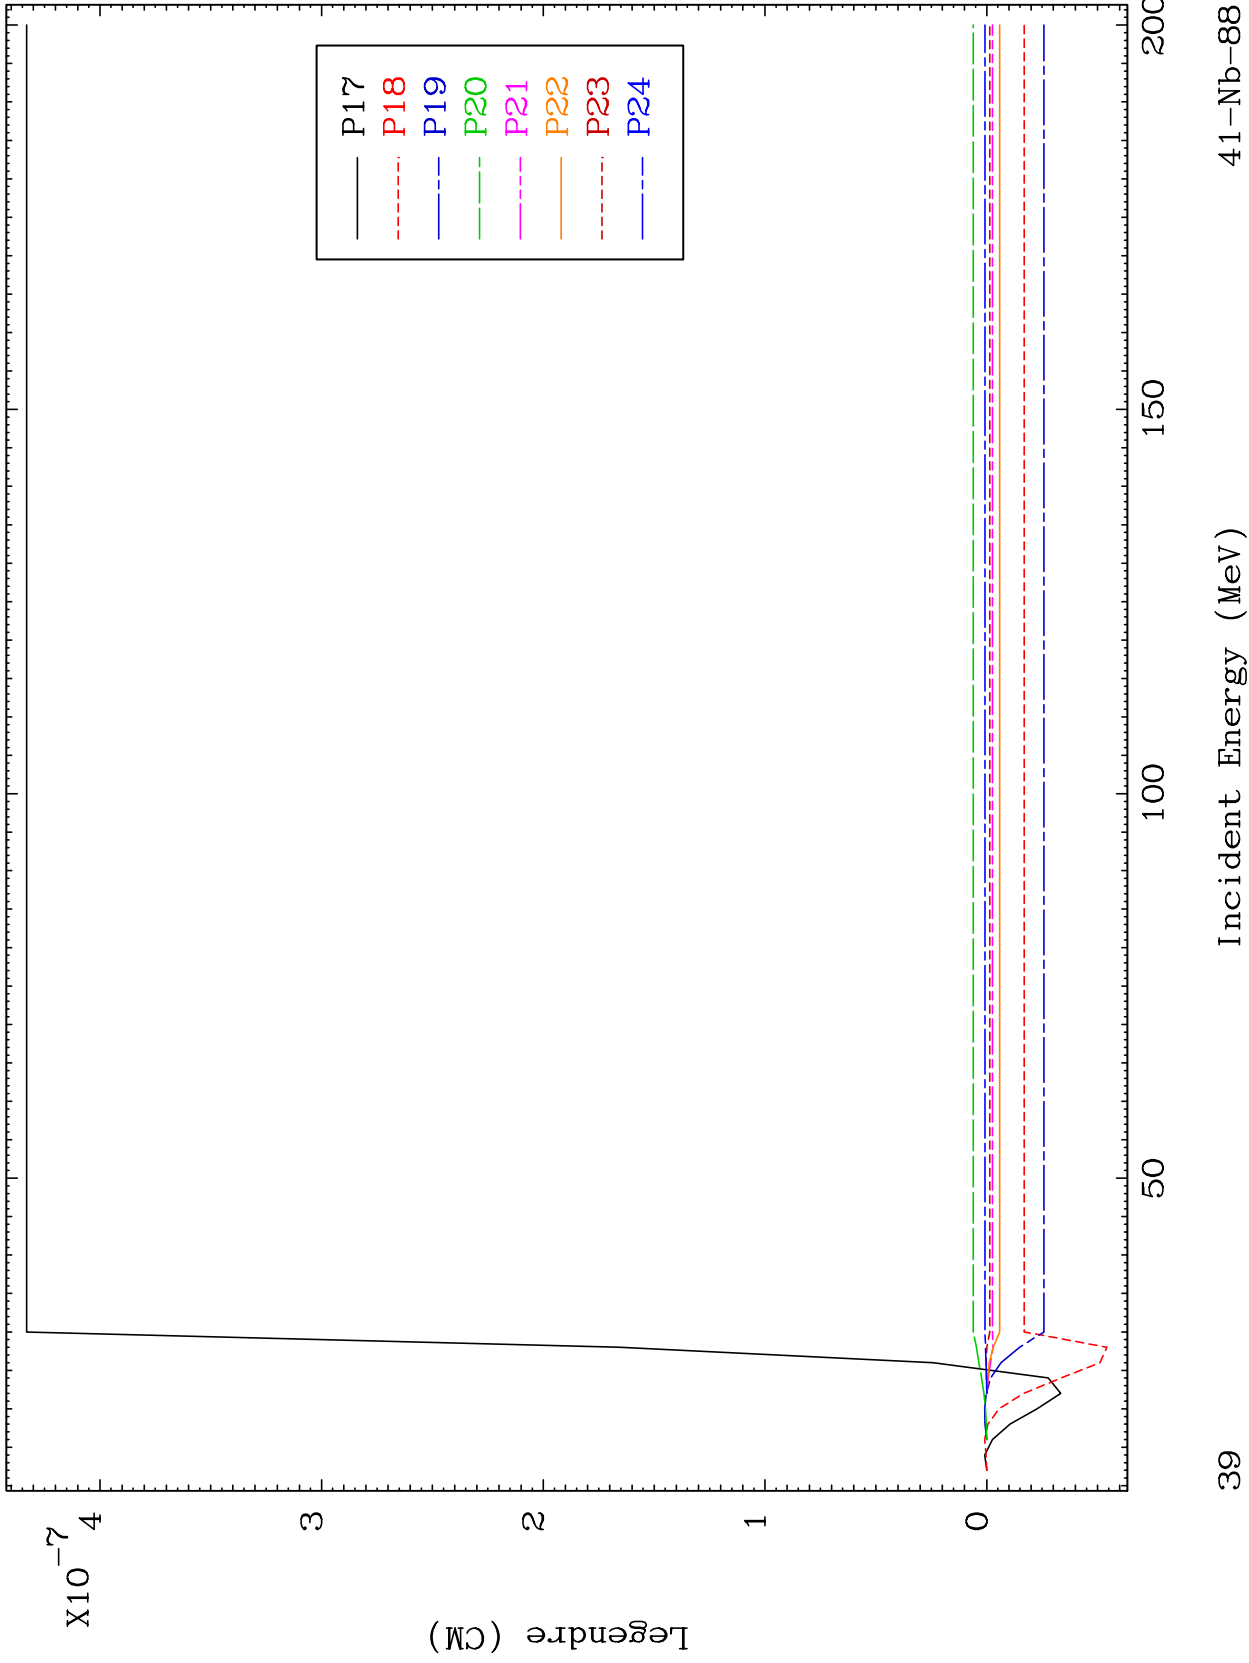 X10-7
4
3
2
1
0
Legendre (CM)
P17
P18
P19
P20
P21
P22
P23
P24
50
100
150
200
39
Incident Energy (MeV)
41-Nb-88